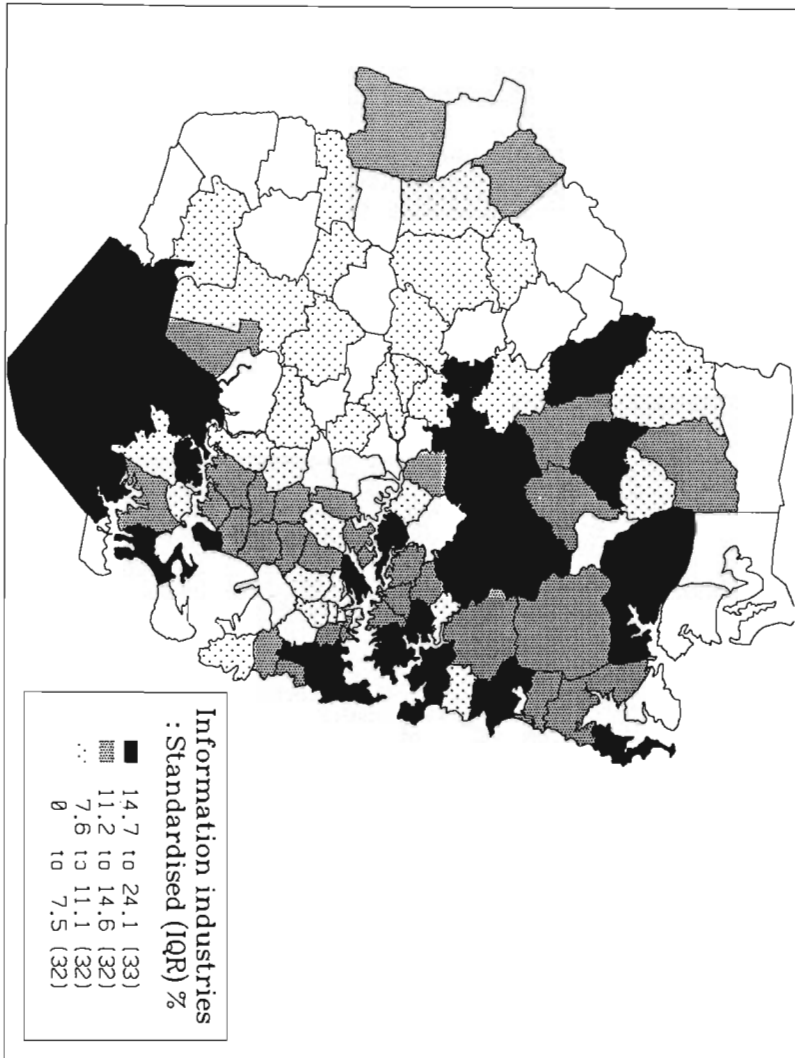 Information industries
: Standardised (IQR) %
14.7 to 24.1 (33)
11.2 to 14.6 (32)
7.6 to 11.1 (32)
0 to 7.5 (32)